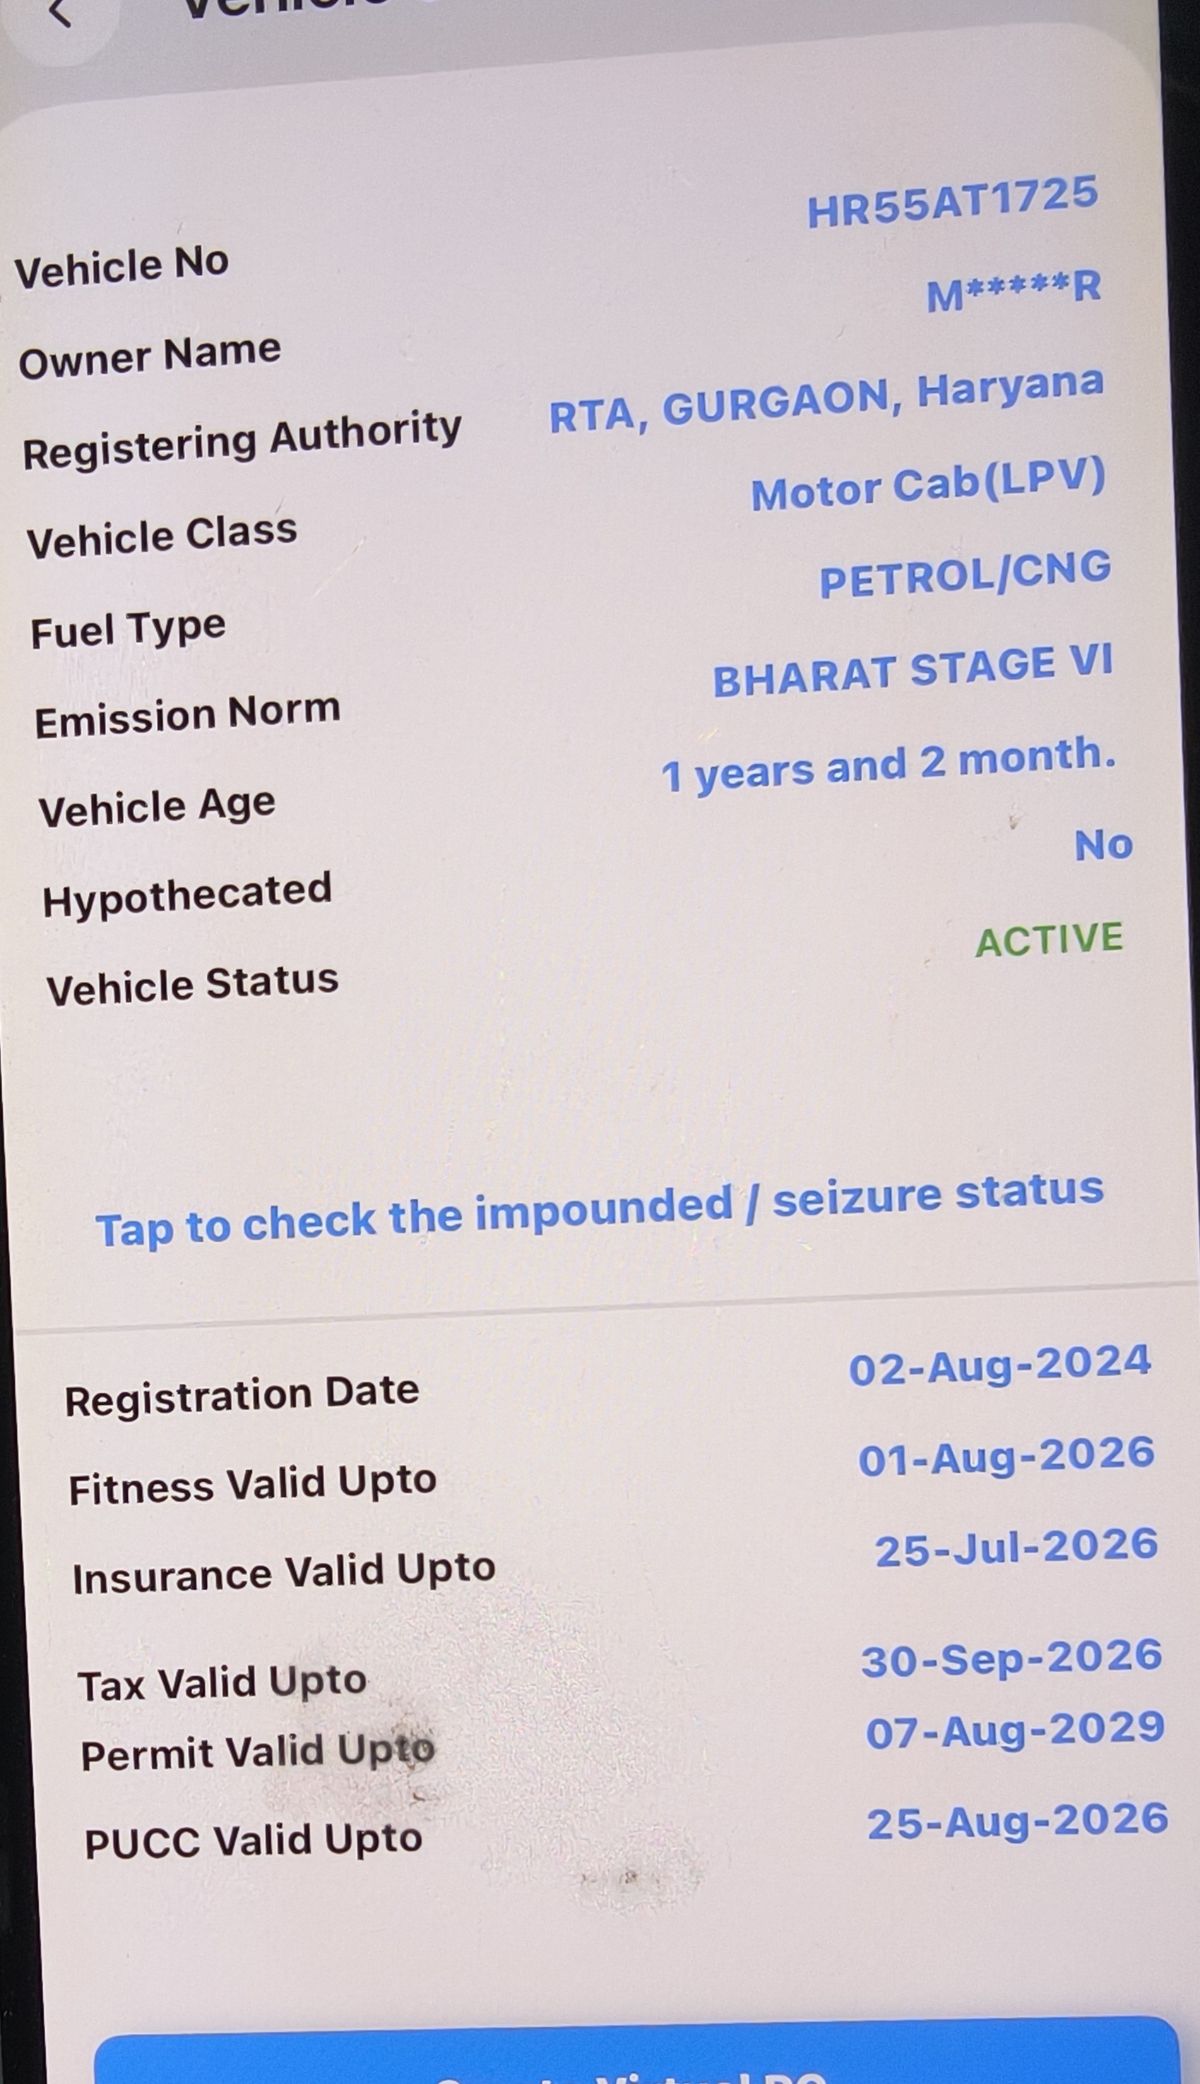 Vehicle No HR55AT1725
Owner Name M*****R
Registering Authority RTA, GURGAON, Haryana
Vehicle Class Motor Cab(LPV)
Fuel Type PETROL/CNG
Emission Norm BHARAT STAGE VI
Vehicle Age 1 years and 2 month.
Hypothecated No
Vehicle Status ACTIVE
Tap to check the impounded / seizure status
Registration Date 02-Aug-2024
Fitness Valid Upto 01-Aug-2026
Insurance Valid Upto 25-Jul-2026
Tax Valid Upto 30-Sep-2026
Permit Valid Upto 07-Aug-2029
PUCC Valid Upto 25-Aug-2026